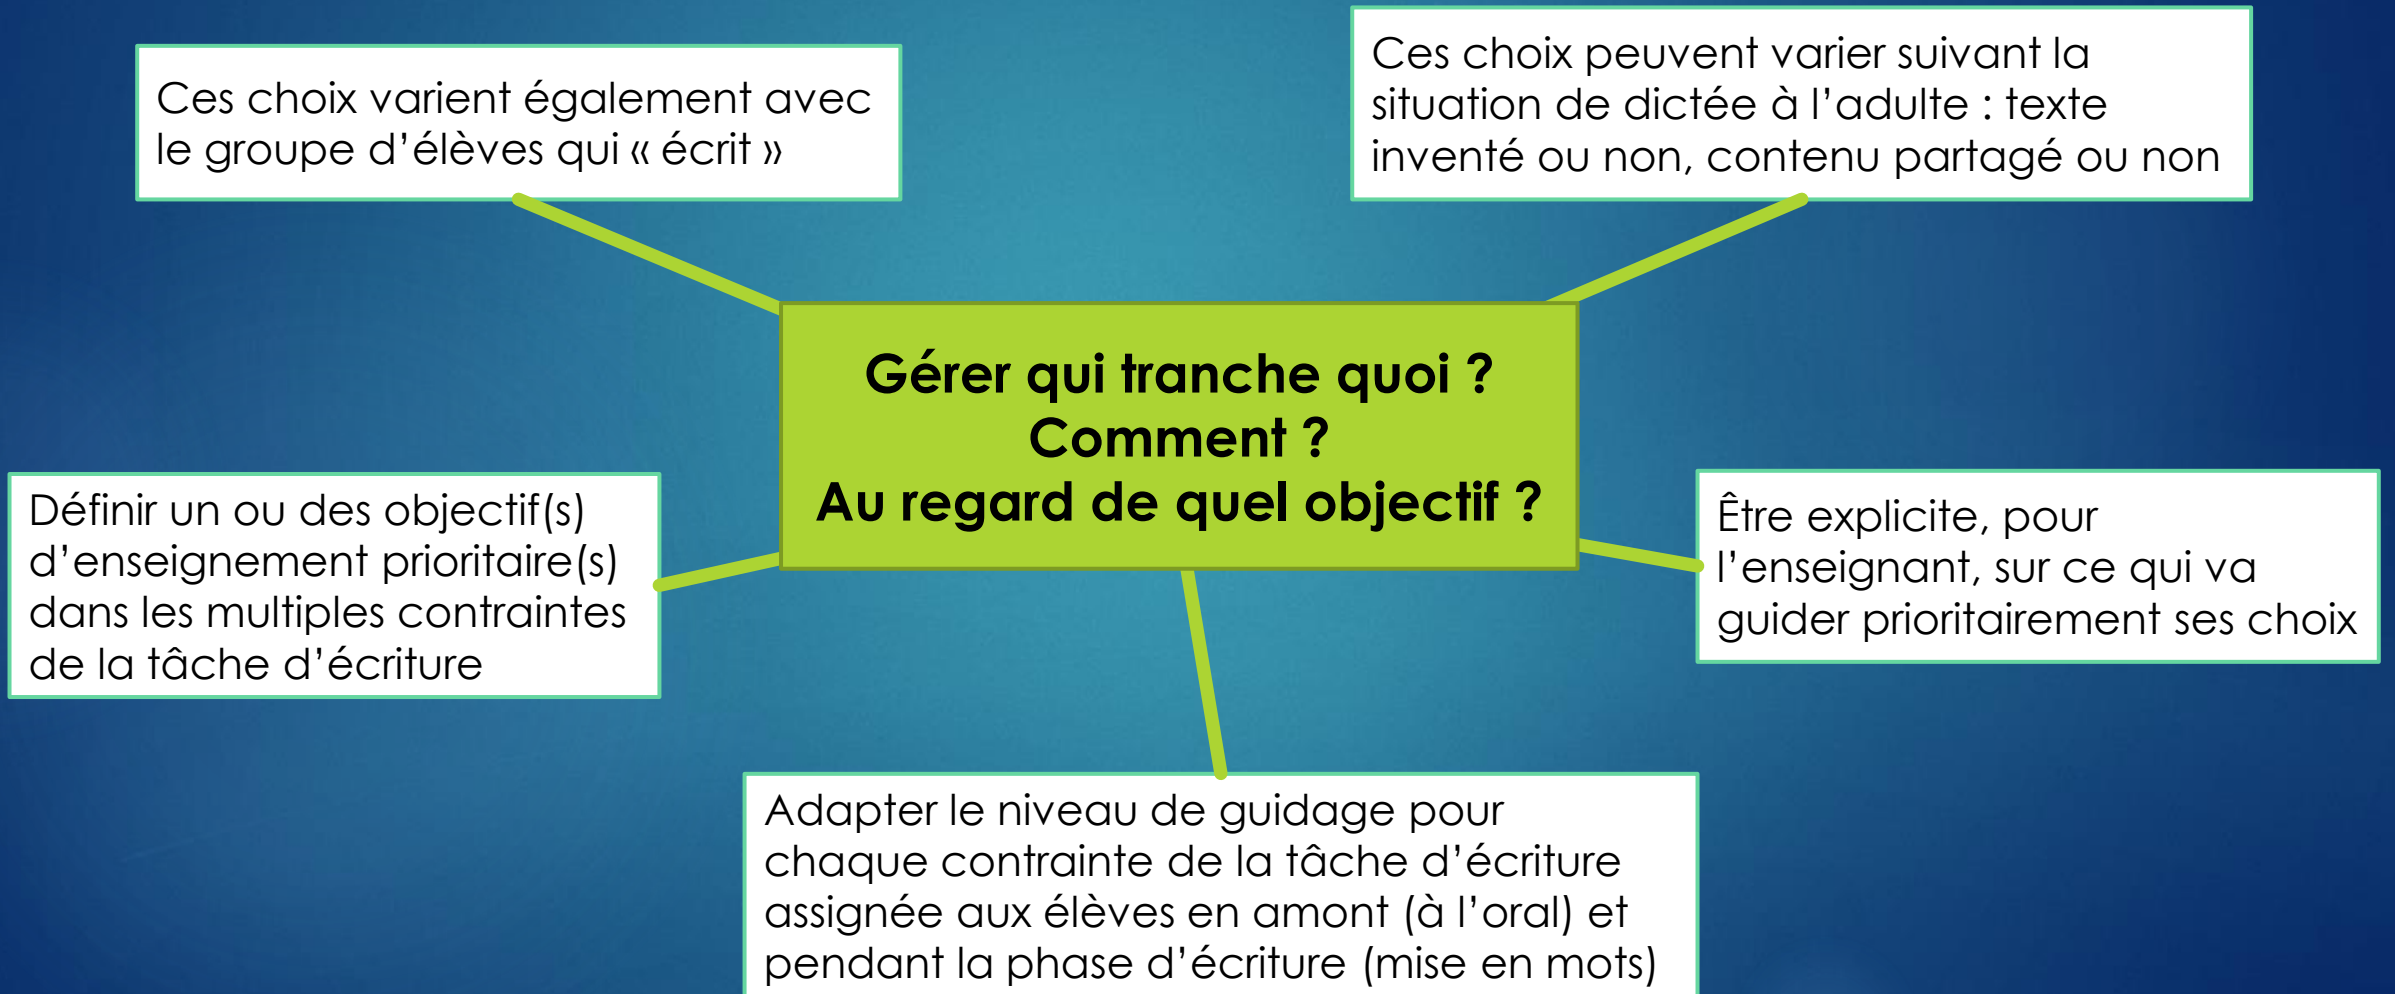 Ces choix varient également avec
le groupe d’élèves qui « écrit »
Ces choix peuvent varier suivant la
situation de dictée à l’adulte : texte
inventé ou non, contenu partagé ou non
Gérer qui tranche quoi ?
Comment ?
Au regard de quel objectif ?
Définir un ou des objectif(s)
d’enseignement prioritaire(s)
dans les multiples contraintes
de la tâche d’écriture
Être explicite, pour
l’enseignant, sur ce qui va
guider prioritairement ses choix
Adapter le niveau de guidage pour
chaque contrainte de la tâche d’écriture
assignée aux élèves en amont (à l’oral) et
pendant la phase d’écriture (mise en mots)